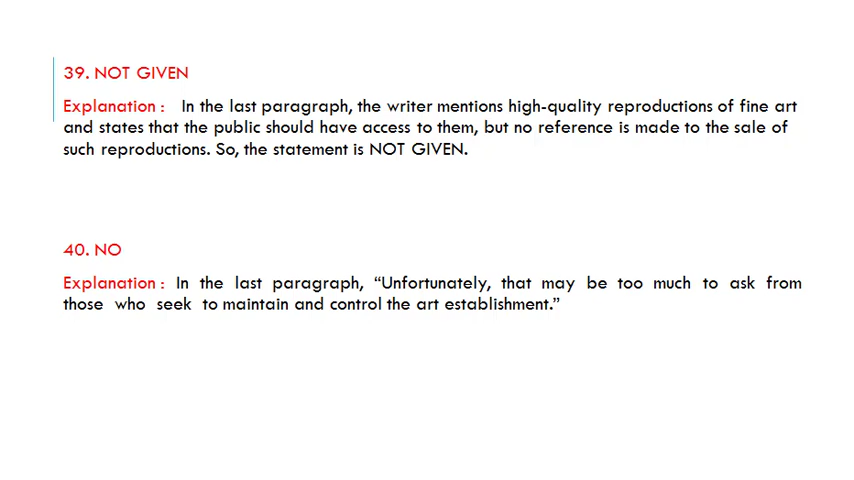 39. NOT GIVEN
Explanation : In the last paragraph, the writer mentions high-quality reproductions of fine art
and states that the public should have access to them, but no reference is made to the sale of
such reproductions. So, the statement is NOT GIVEN.
40. NO
Explanation : In the last paragraph, “Unfortunately, that may be too much to ask from
those who seek to maintain and control the art establishment.”